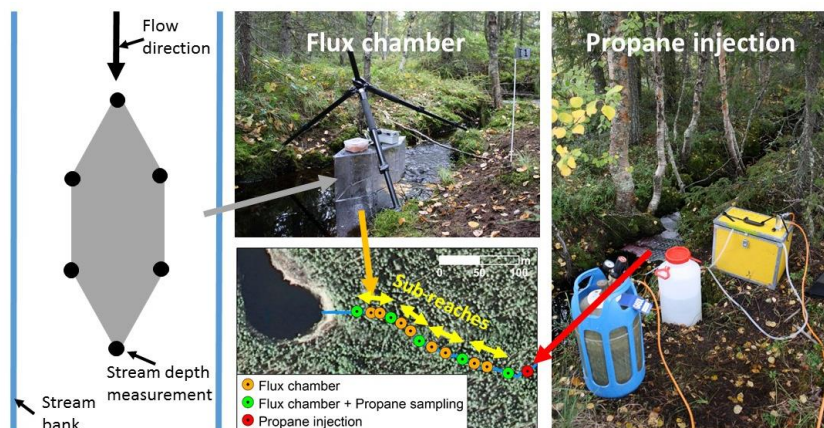 Flow
direction
Stream depth
measurement
Stream
bank
Flux chamber
Propane injection
0 50 100
Sub-reaches
Flux chamber
Flux chamber + Propane sampling
Propane injection